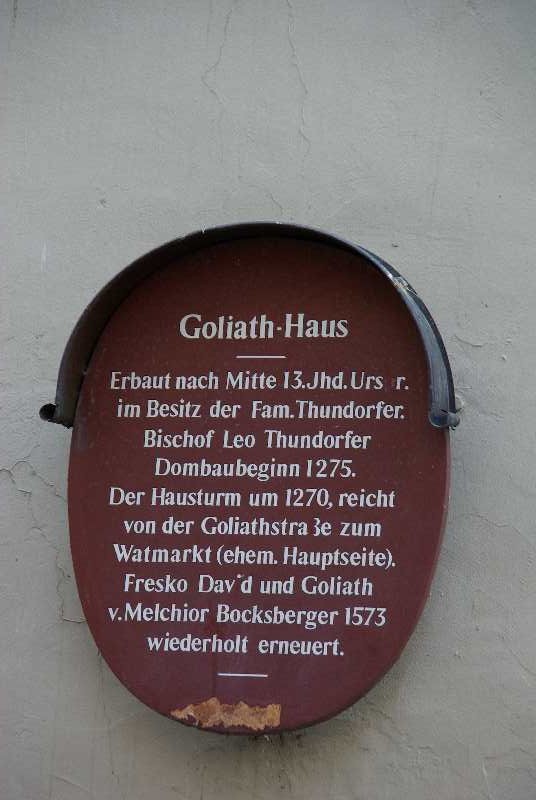 Goliath-Haus
Erbaut nach Mitte 13.Jhd.
im Besitz der Fam. Thundorfer.
Bischof Leo Thundorfer
Dombaubeginn 1275.
Der Hausturm um 1270, reicht
von der Goliathstraße zum
Watmarkt (ehem. Hauptseite).
Fresko David und Goliath
v. Melchior Bocksberger 1573
wiederholt erneuert.